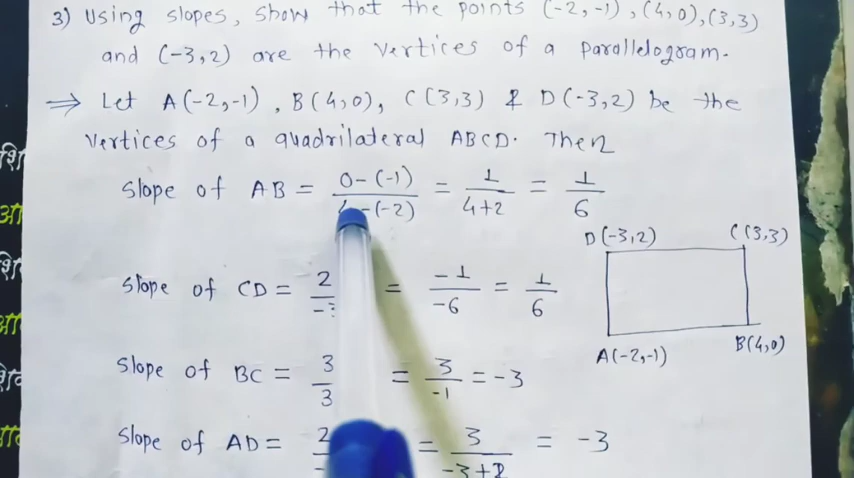 3) Using slopes, show that the points (-2,-1), (4,0), (3,3)
and (-3,2) are the vertices of a parallelogram.
⇒ Let A(-2,-1), B(4,0), C(3,3) & D(-3,2) be the
vertices of a quadrilateral ABCD. Then
Slope of AB = 0-(-1) / 4-(-2) = 1 / 4+2 = 1 / 6
D(-3,2) C(3,3)
Slope of CD = 2 = -1 / -6 = 1 / 6
A(-2,-1) B(4,0)
Slope of BC = 3 / 3 = 3 / -1 = -3
Slope of AD = 2 / - = 3 / -3+2 = -3